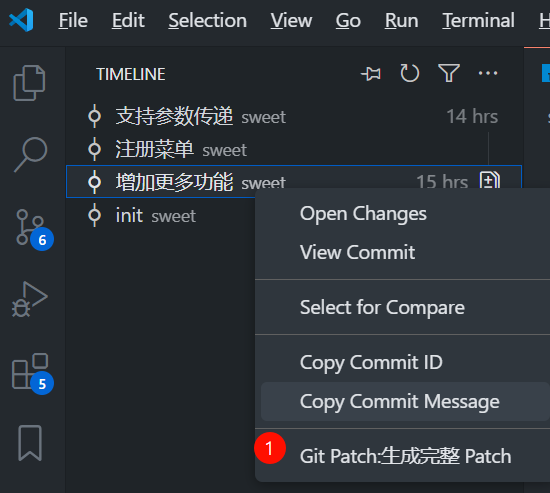 File Edit Selection View Go Run Terminal
TIMELINE
支持参数传递 sweet 14 hrs
注册菜单 sweet
增加更多功能 sweet 15 hrs
init sweet
Open Changes
View Commit
6
Select for Compare
Copy Commit ID
5
Copy Commit Message
1 Git Patch:生成完整 Patch